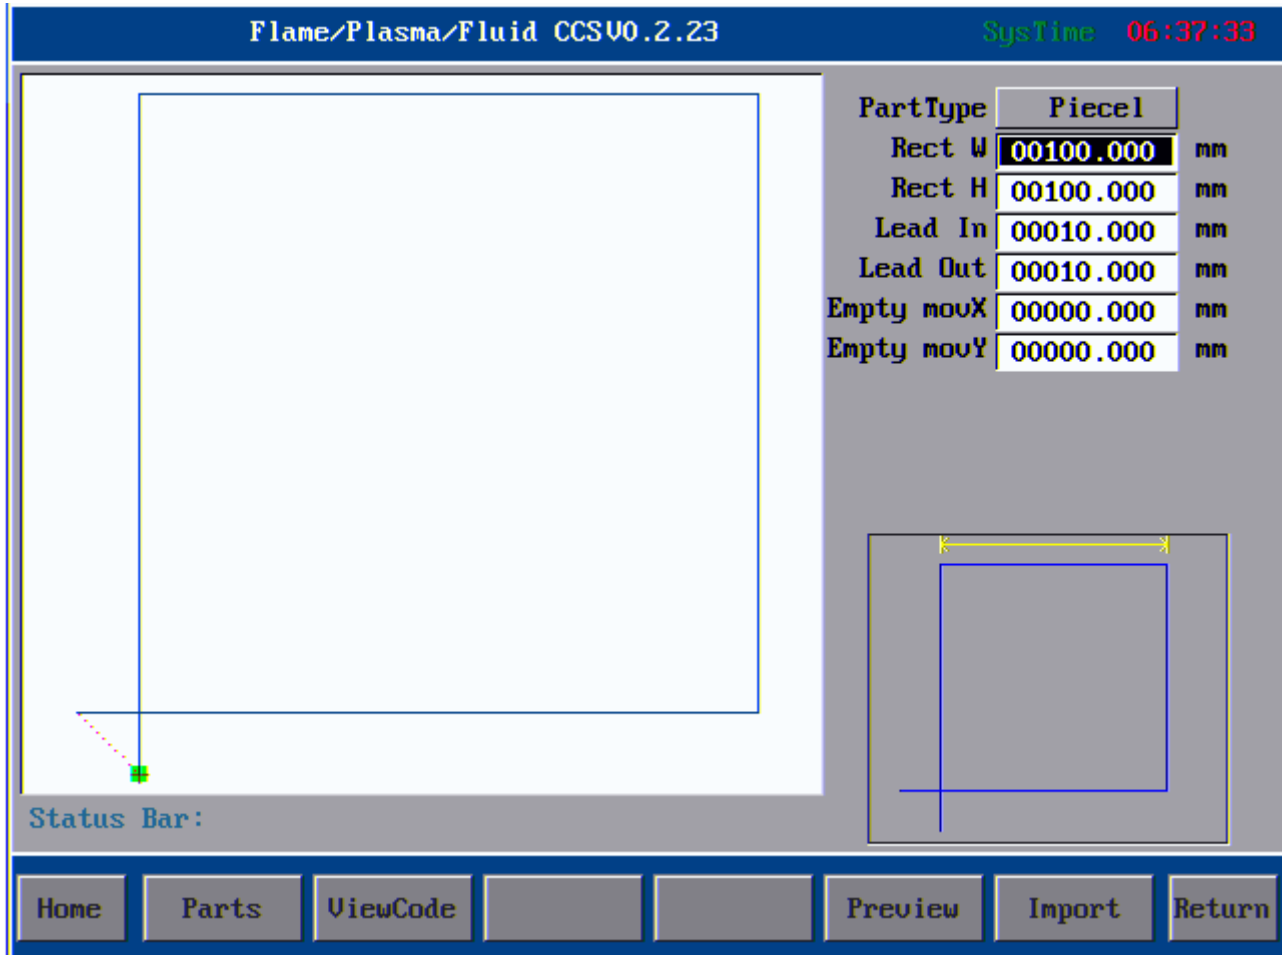 Flame/Plasma/Fluid CCSV0.2.23 SysTime 06:37:33
PartType Piecel
Rect W 00100.000 mm
Rect H 00100.000 mm
Lead In 00010.000 mm
Lead Out 00010.000 mm
Empty movX 00000.000 mm
Empty movY 00000.000 mm
Status Bar:
Home Parts ViewCode Preview Import Return